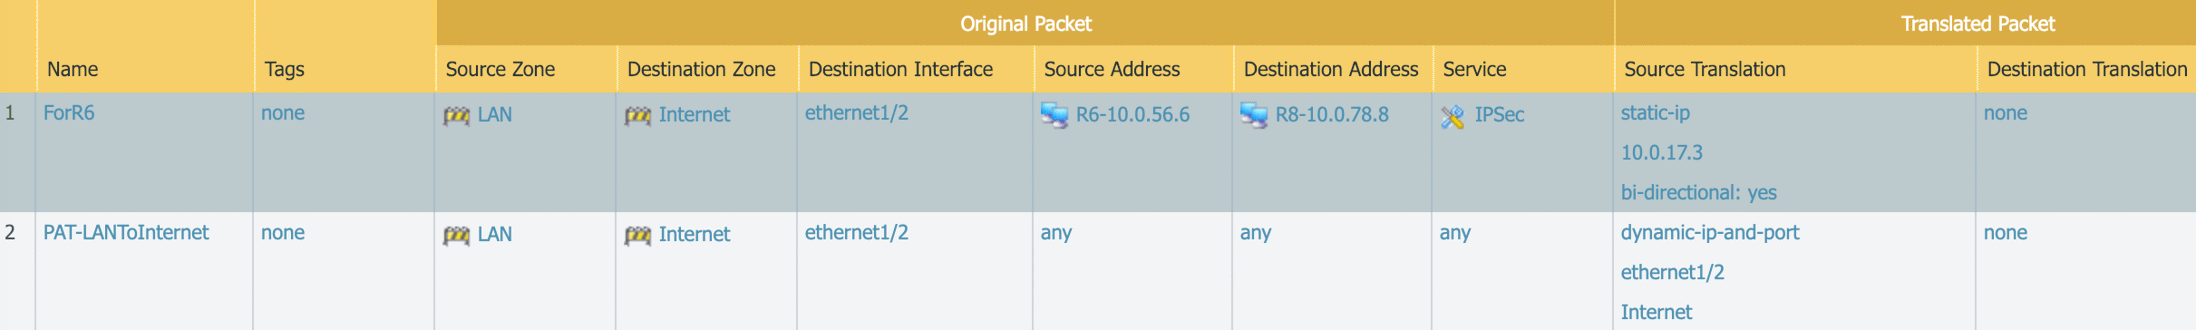 Original Packet Translated Packet
Name Tags Source Zone Destination Zone Destination Interface Source Address Destination Address Service Source Translation Destination Translation
1 ForR6 none LAN Internet ethernet1/2 R6-10.0.56.6 R8-10.0.78.8 IPSec static-ip none
10.0.17.3
bi-directional: yes
2 PAT-LANToInternet none LAN Internet ethernet1/2 any any any dynamic-ip-and-port none
ethernet1/2
Internet